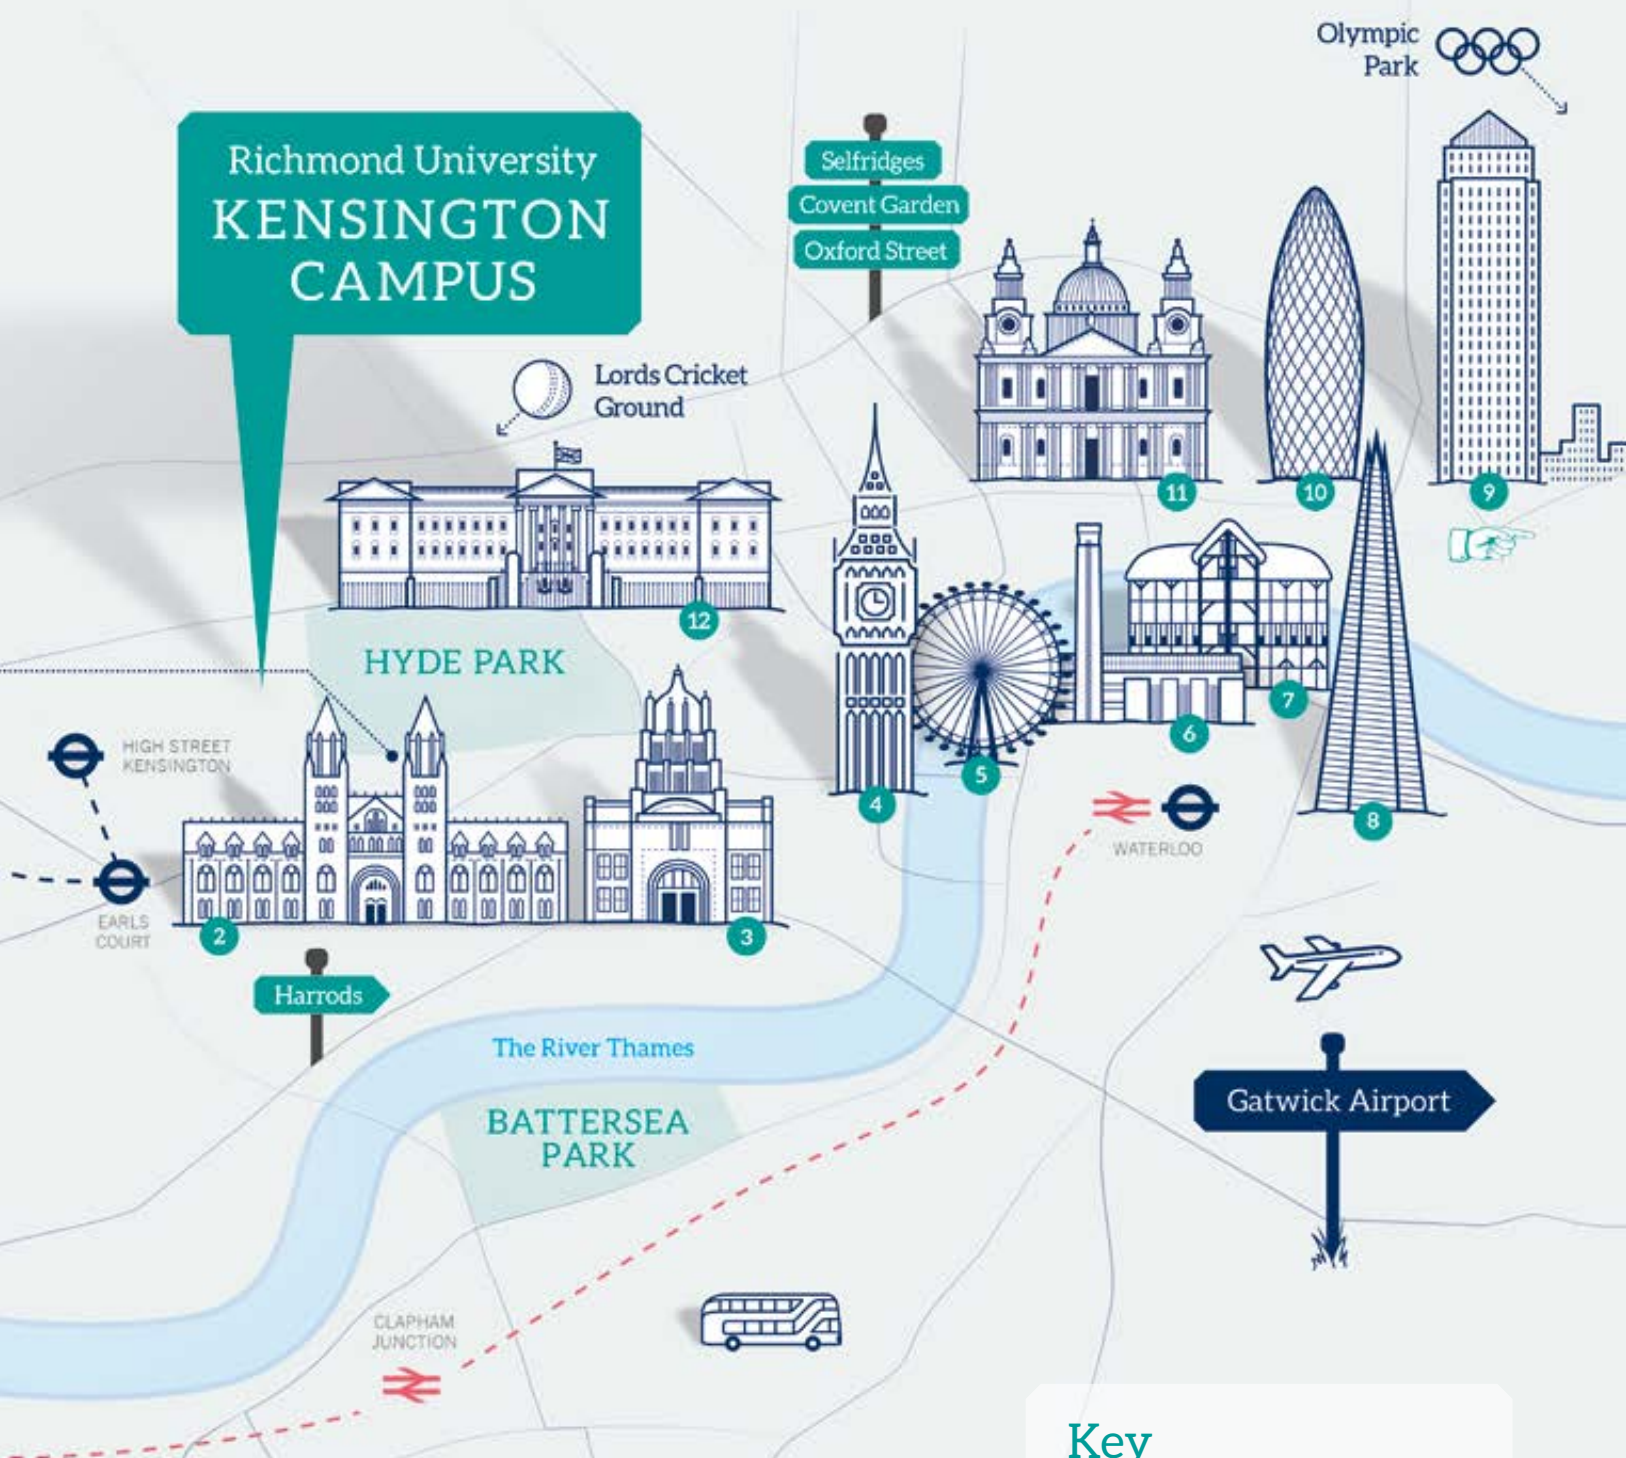 Olympic
Park
Richmond University
KENSINGTON
CAMPUS
Selfridges
Covent Garden
Oxford Street
Lords Cricket
Ground
11
10
9
12
HYDE PARK
7
6
5
4
8
HIGH STREET
KENSINGTON
WATERLOO
EARLS
COURT
2
3
Harrods
The River Thames
Gatwick Airport
BATTERSEA
PARK
CLAPHAM
JUNCTION
Key